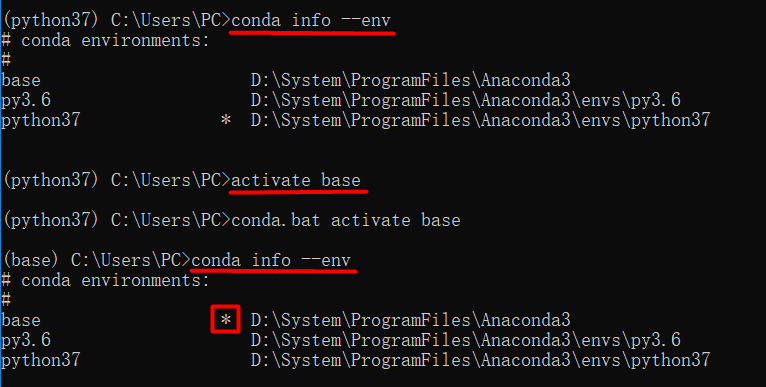 (python37) C:\Users\PC>conda info --env
# conda environments:
#
base                     D:\System\ProgramFiles\Anaconda3
py3.6                    D:\System\ProgramFiles\Anaconda3\envs\py3.6
python37              *  D:\System\ProgramFiles\Anaconda3\envs\python37
(python37) C:\Users\PC>activate base
(python37) C:\Users\PC>conda.bat activate base
(base) C:\Users\PC>conda info --env
# conda environments:
#
base                  *  D:\System\ProgramFiles\Anaconda3
py3.6                    D:\System\ProgramFiles\Anaconda3\envs\py3.6
python37                 D:\System\ProgramFiles\Anaconda3\envs\python37